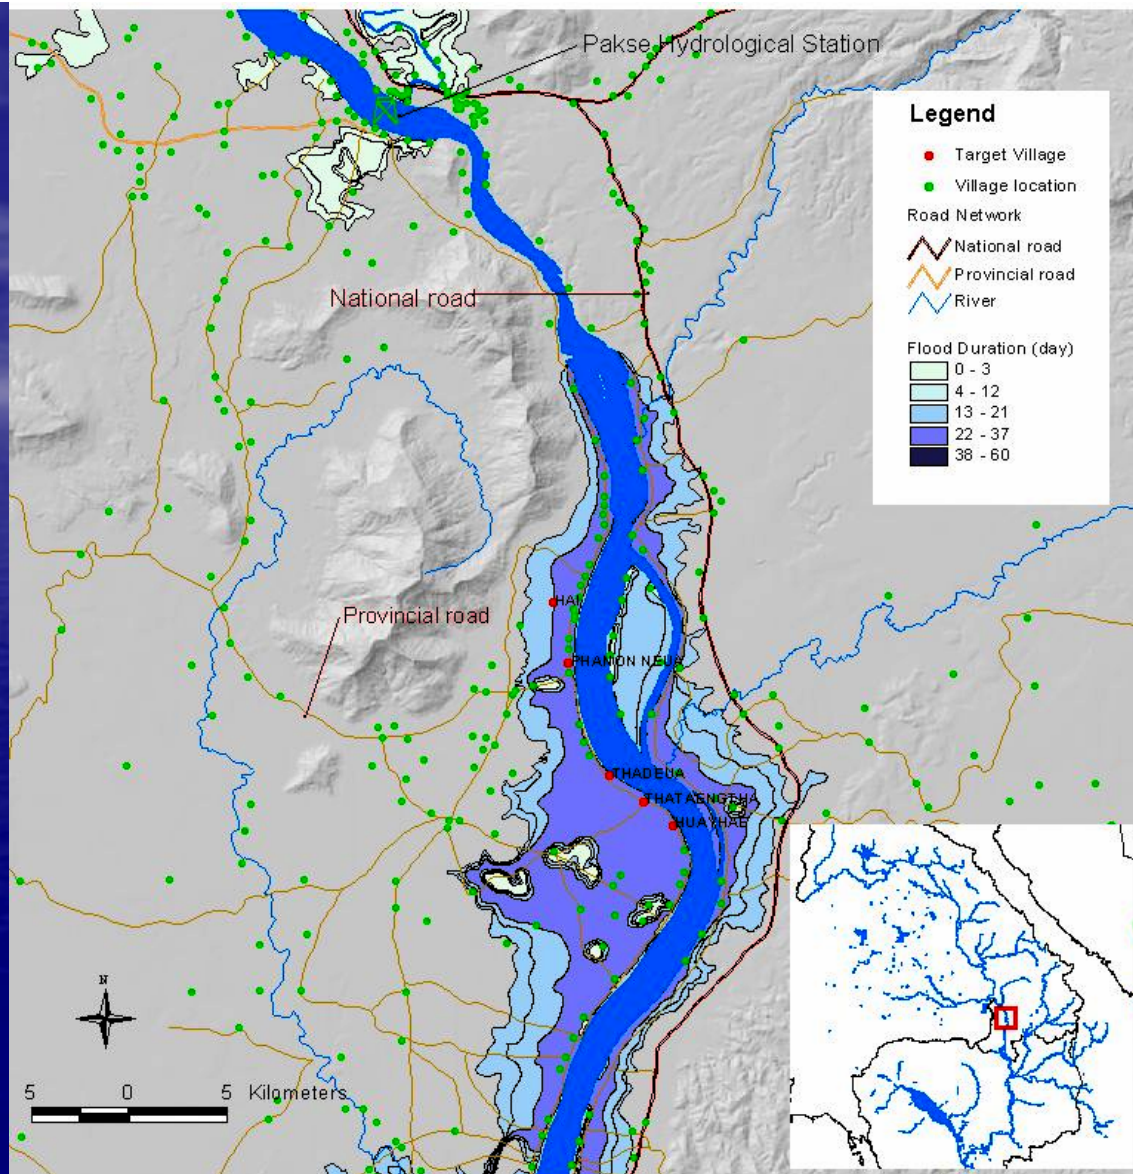 Pakse Hydrological Station
Legend
Target Village
Village location
Road Network
National road
Provincial road
River
Flood Duration (day)
0 - 3
4 - 12
13 - 21
22 - 37
38 - 60
National road
Provincial road
PHAMON NEUA
THADEUA
THATAENGTHA
HUAYHAE
N
5 0 5 Kilometers